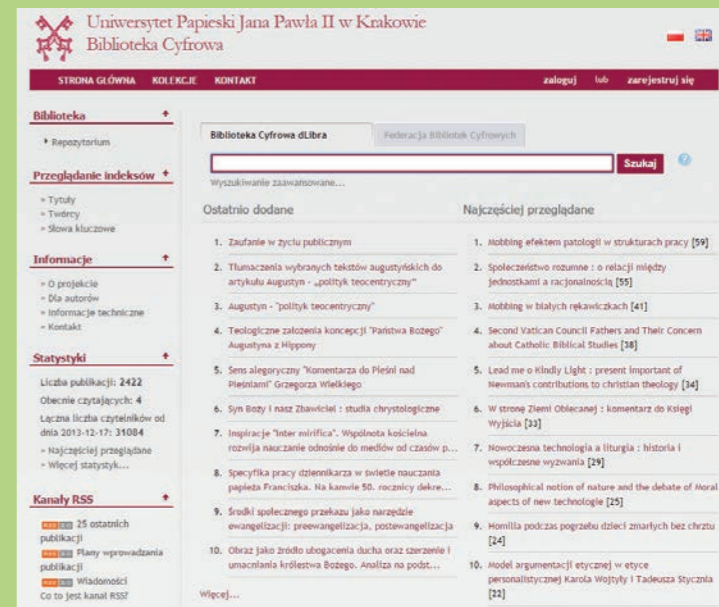 Uniwersytet Papieski Jana Pawła II w Krakowie
Biblioteka Cyfrowa
STRONA GŁÓWNA KOLEKCJE KONTAKT
zaloguj lub zarejestruj się
Biblioteka +
Repozytorium
Przeglądanie indeksów +
» Tytuły
» Twórcy
» Słowa kluczowe
Informacje +
» O projekcie
» Dla autorów
» Informacje techniczne
» Kontakt
Statystyki +
Liczba publikacji: 2422
Obecnie czytających: 4
Łączna liczba czytelników od
dnia 2013-12-17: 31084
» Najczęściej przeglądane
» Więcej statystyk...
Kanały RSS +
25 ostatnich
publikacji
Plany wprowadzania
publikacji
Wiadomości
Co to jest kanał RSS?
Biblioteka Cyfrowa dLibra
Federacja Bibliotek Cyfrowych
Szukaj ?
Wyszukiwanie zaawansowane...
Ostatnio dodane
1. Zaufanie w życiu publicznym
2. Tłumaczenia wybranych tekstów augustyńskich do
artykułu Augustyn - „polityk teocentryczny”
3. Augustyn - "polityk teocentryczny"
4. Teologiczne założenia koncepcji "Państwa Bożego"
Augustyna z Hippony
5. Sens alegoryczny "Komentarza do Pieśni nad
Pieśniami" Grzegorza Wielkiego
6. Syn Boży i nasz Zbawiciel : studia chrystologiczne
7. Inspiracje "Inter mirifica". Wspólnota kościelna
rozwija nauczanie odnośnie do mediów od czasów p...
8. Specyfika pracy dziennikarza w świetle nauczania
papieża Franciszka. Na kanwie 50. rocznicy dekre...
9. Środki społecznego przekazu jako narzędzie
ewangelizacji: preewangelizacja, postewangelizacja
10. Obraz jako źródło ubogacenia ducha oraz szerzenie i
umacniania królestwa Bożego. Analiza na podst...
Więcej...
Najczęściej przeglądane
1. Mobbing efektem patologii w strukturach pracy [59]
2. Społeczeństwo rozumne : o relacji między
jednostkami a racjonalnością [55]
3. Mobbing w białych rękawiczkach [41]
4. Second Vatican Council Fathers and Their Concern
about Catholic Biblical Studies [38]
5. Lead me o Kindly Light : present important of
Newman's contributions to christian theology [34]
6. W stronę Ziemi Obiecanej : komentarz do Księgi
Wyjścia [33]
7. Nowoczesna technologia a liturgia : historia i
współczesne wyzwania [29]
8. Philosophical notion of nature and the debate of Moral
aspects of new technologie [25]
9. Homilia podczas pogrzebu dzieci zmarłych bez chrztu
[24]
10. Model argumentacji etycznej w etyce
personalistycznej Karola Wojtyły i Tadeusza Stycznia
[22]